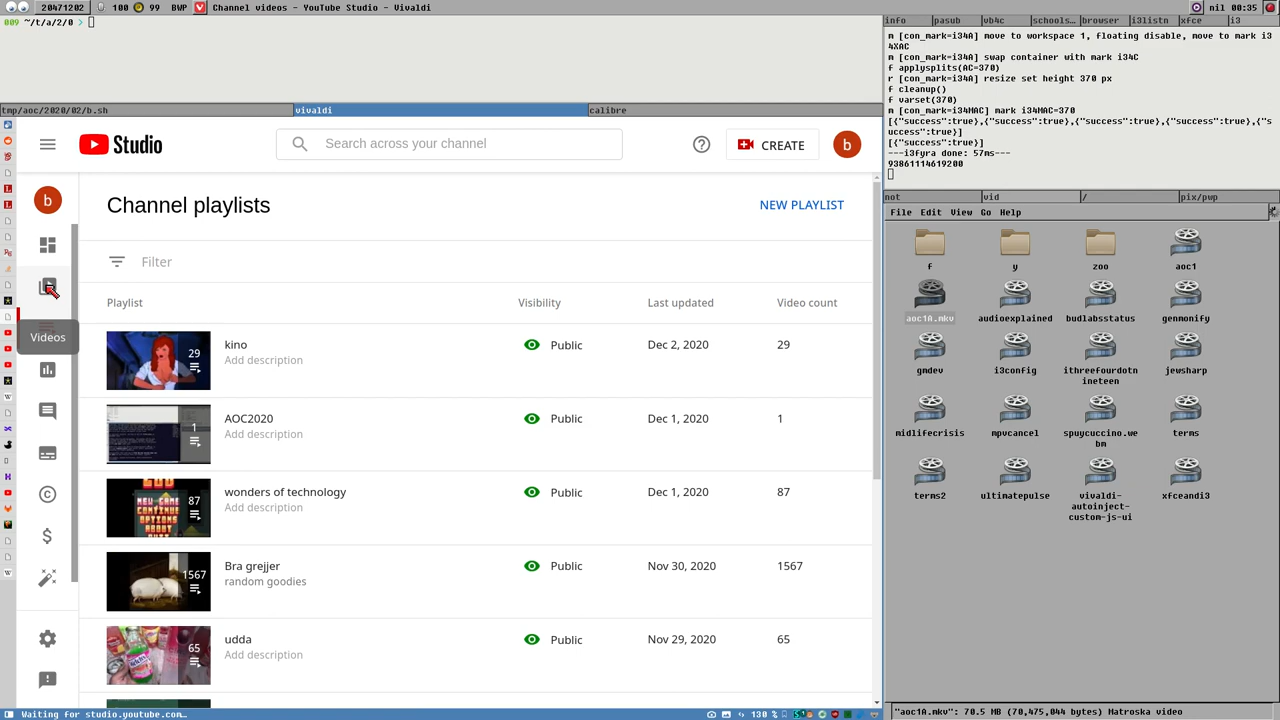 20471202
100
99
BWP
Channel videos - YouTube Studio - Vivaldi
nil 00:35
009 ~/t/a/2/0 >
tmp/aoc/2020/02/b.sh
vivaldi
calibre
Studio
Search across your channel
CREATE
b
b
Channel playlists
NEW PLAYLIST
Filter
Playlist
Visibility
Last updated
Video count
Videos
29
kino
Add description
Public
Dec 2, 2020
29
1
AOC2020
Add description
Public
Dec 1, 2020
1
87
wonders of technology
Add description
Public
Dec 1, 2020
87
NEW GAME
CONTINUE
OPTIONS
ABOUT
1567
Bra grejjer
random goodies
Public
Nov 30, 2020
1567
65
udda
Add description
Public
Nov 29, 2020
65
Waiting for studio.youtube.com…
130 %
info
pasub
vb4c
schools…
browser
i3listn
xfce
i3
m [con_mark=i34A] move to workspace 1, floating disable, move to mark i3
4XAC
m [con_mark=i34A] swap container with mark i34C
f applysplits(AC=370)
r [con_mark=i34A] resize set height 370 px
f cleanup()
f varset(370)
m [con_mark=i34MAC] mark i34MAC=370
[{"success":true},{"success":true},{"success":true},{"success":true},{"s
uccess":true}]
[{"success":true}]
---i3fyra done: 57ms---
93861114619200
not
vid
/
pix/pwp
File Edit View Go Help
f
y
zoo
aoc1
aoc1A.mkv
audioexplained
budlabsstatus
genmonify
gmdev
i3config
ithreefourdotn
ineteen
jewsharp
midlifecrisis
mpvcancel
spuycuccino.we
bm
terms
terms2
ultimatepulse
vivaldi-
autoinject-
custom-js-ui
xfceandi3
"aoc1A.mkv": 70.5 MB (70,475,044 bytes) Matroska video